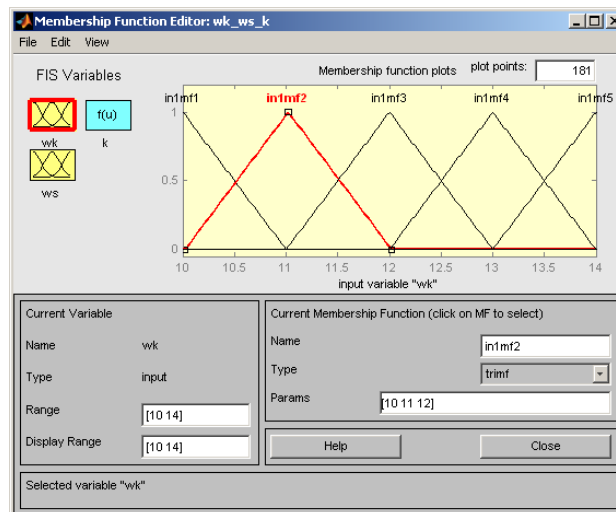 Membership Function Editor: wk_ws_k
File Edit View
FIS Variables
wk
f(u)
k
ws
Membership function plots plot points: 181
in1mf1 in1mf2 in1mf3 in1mf4 in1mf5
1
0.5
0
10 10.5 11 11.5 12 12.5 13 13.5 14
input variable "wk"
Current Variable
Name wk
Type input
Range [10 14]
Display Range [10 14]
Current Membership Function (click on MF to select)
Name in1mf2
Type trimf
Params [10 11 12]
Help Close
Selected variable "wk"